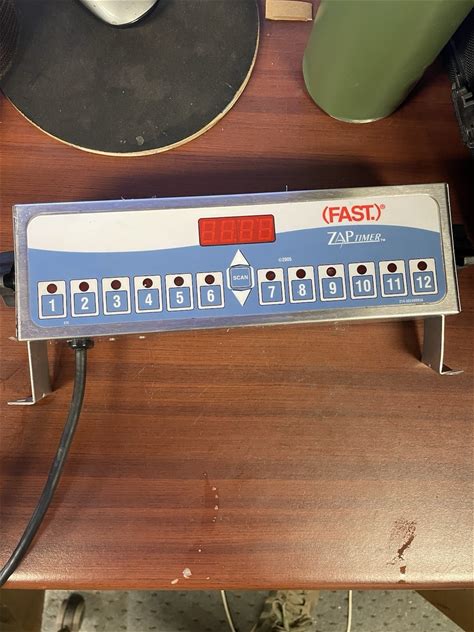 (FAST.)®
ZAP TIMER™
©2005
SCAN
1 2 3 4 5 6 7 8 9 10 11 12